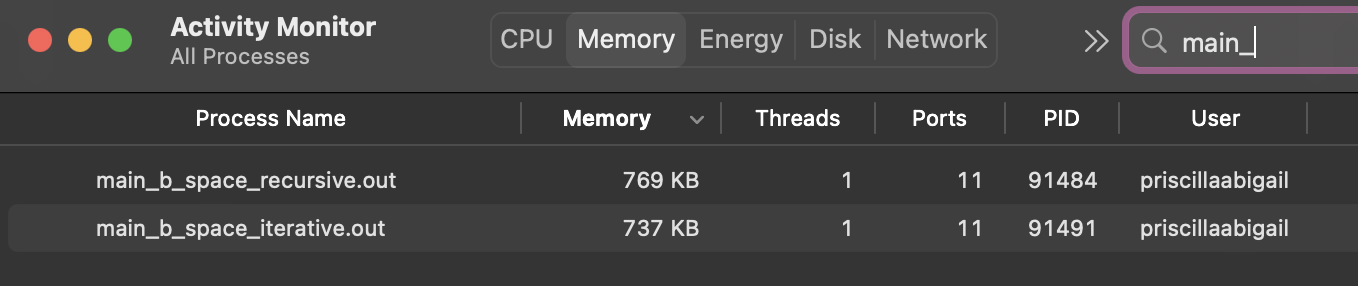 Activity Monitor
All Processes
CPU Memory Energy Disk Network
main_
Process Name Memory Threads Ports PID User
main_b_space_recursive.out 769 KB 1 11 91484 priscillaabigail
main_b_space_iterative.out 737 KB 1 11 91491 priscillaabigail